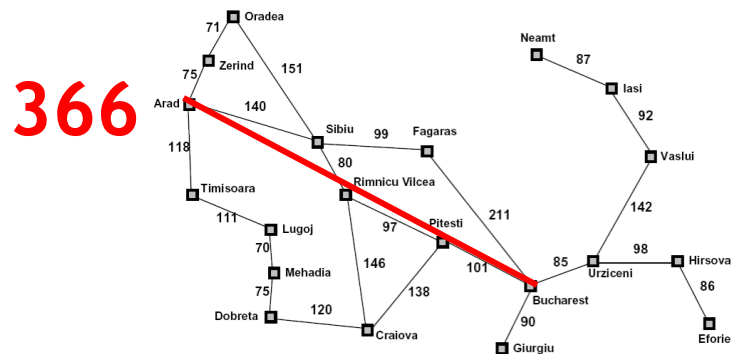 Oradea
71
Neamt
87
Zerind
151
75
Iasi
366
Arad
140
92
Sibiu
99
Fagaras
118
80
Vaslui
Rimnicu Vilcea
Timisoara
111
142
211
Lugoj
97
Pitesti
70
98
Hirsova
146
101
85
Mehadia
Urziceni
86
75
138
Bucharest
Dobreta
120
90
Craiova
Eforie
Giurgiu